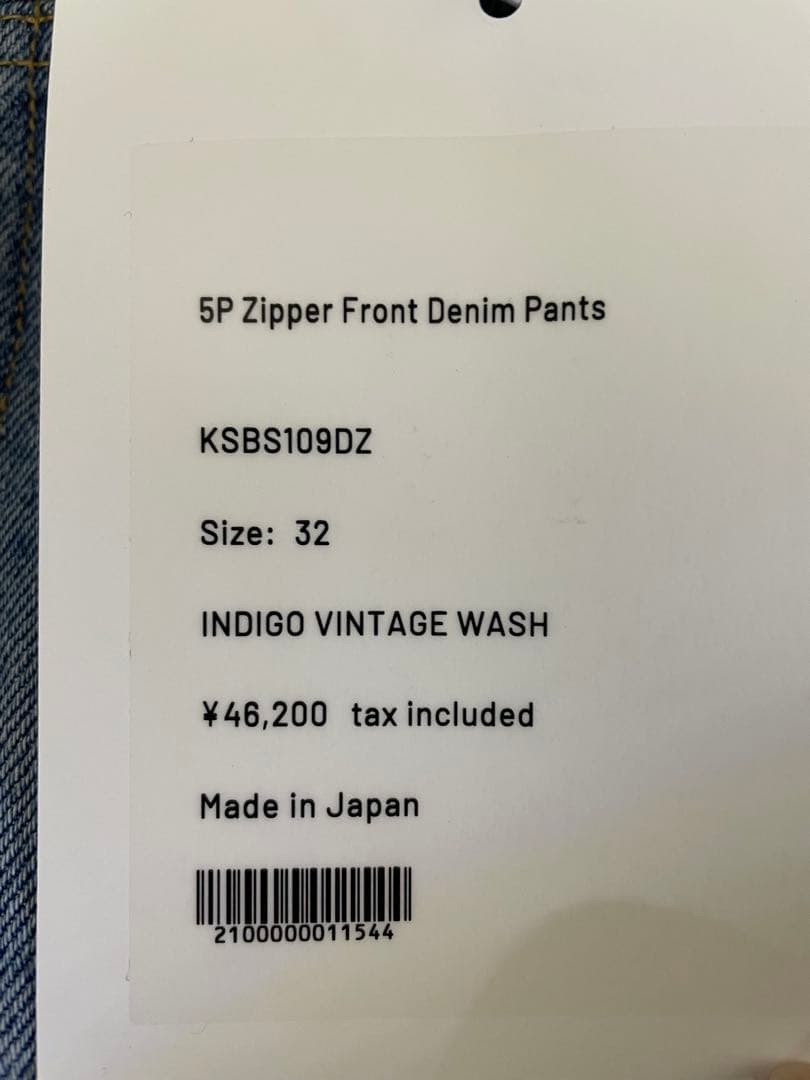 5P Zipper Front Denim Pants
KSBS109DZ
Size: 32
INDIGO VINTAGE WASH
¥46,200 tax included
Made in Japan
2100000011544